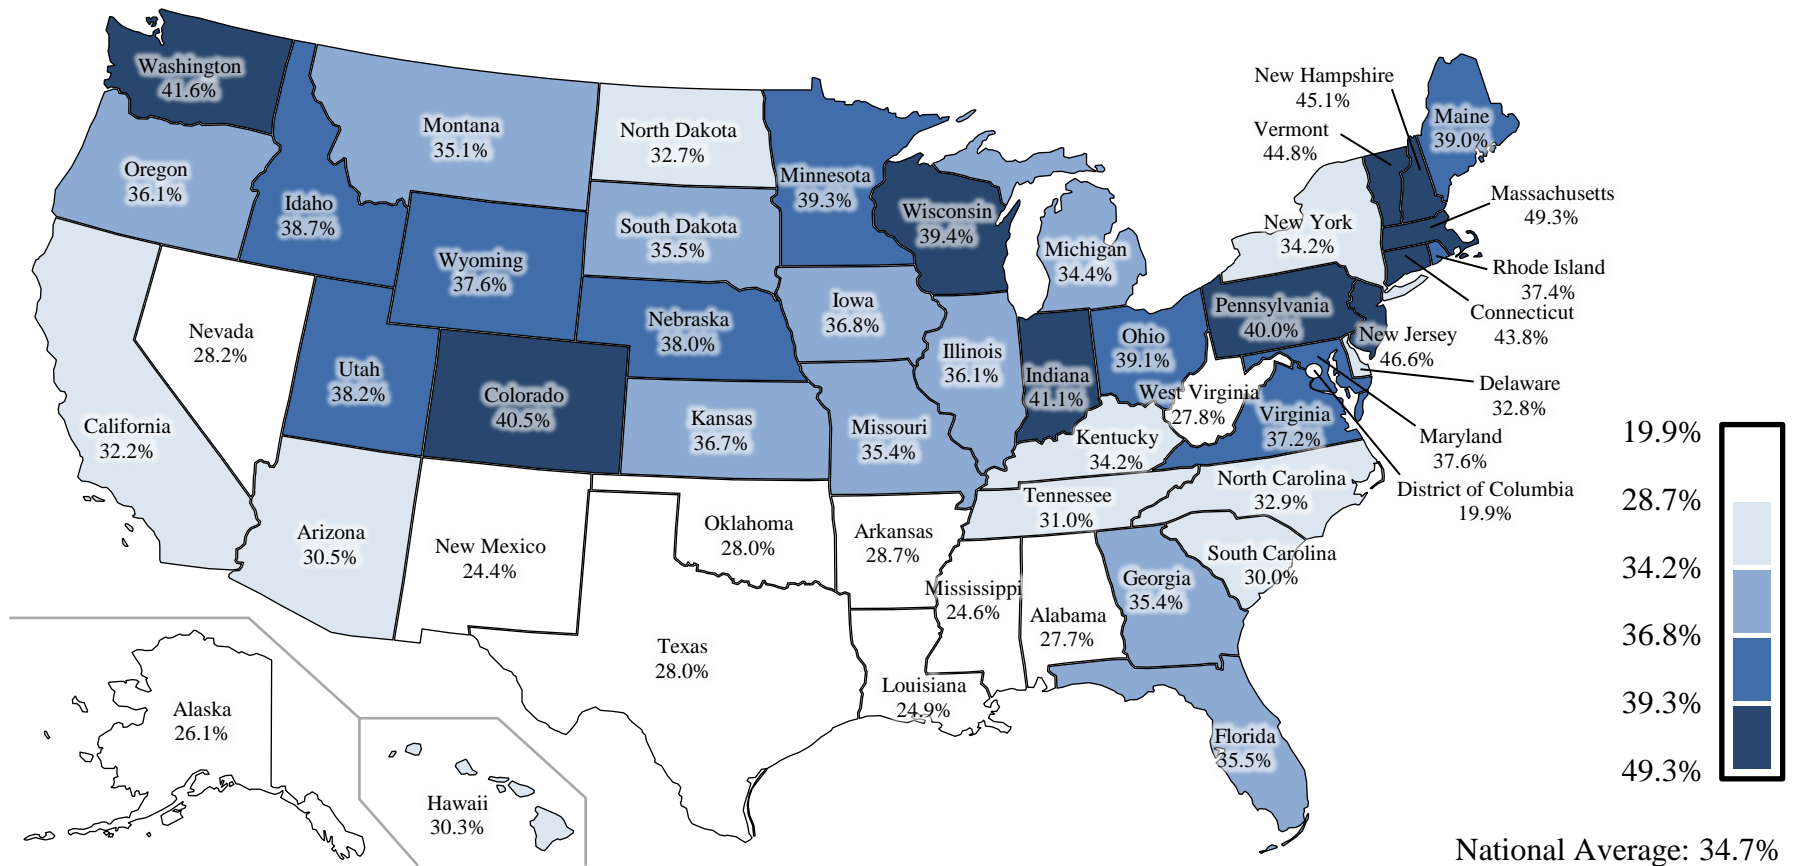 Washington
41.6%
Oregon
36.1%
California
32.2%
Nevada
28.2%
Idaho
38.7%
Montana
35.1%
Wyoming
37.6%
Utah
38.2%
Colorado
40.5%
Arizona
30.5%
New Mexico
24.4%
North Dakota
32.7%
South Dakota
35.5%
Nebraska
38.0%
Kansas
36.7%
Oklahoma
28.0%
Texas
28.0%
Minnesota
39.3%
Iowa
36.8%
Missouri
35.4%
Arkansas
28.7%
Louisiana
24.9%
Wisconsin
39.4%
Illinois
36.1%
Michigan
34.4%
Indiana
41.1%
Ohio
39.1%
Kentucky
34.2%
Tennessee
31.0%
Mississippi
24.6%
Alabama
27.7%
Georgia
35.4%
Florida
35.5%
South Carolina
30.0%
North Carolina
32.9%
Virginia
37.2%
West Virginia
27.8%
Pennsylvania
40.0%
New York
34.2%
New Hampshire
45.1%
Vermont
44.8%
Maine
39.0%
Massachusetts
49.3%
Rhode Island
37.4%
Connecticut
43.8%
New Jersey
46.6%
Delaware
32.8%
Maryland
37.6%
District of Columbia
19.9%
Alaska
26.1%
Hawaii
30.3%
19.9%
28.7%
34.2%
36.8%
39.3%
49.3%
National Average: 34.7%